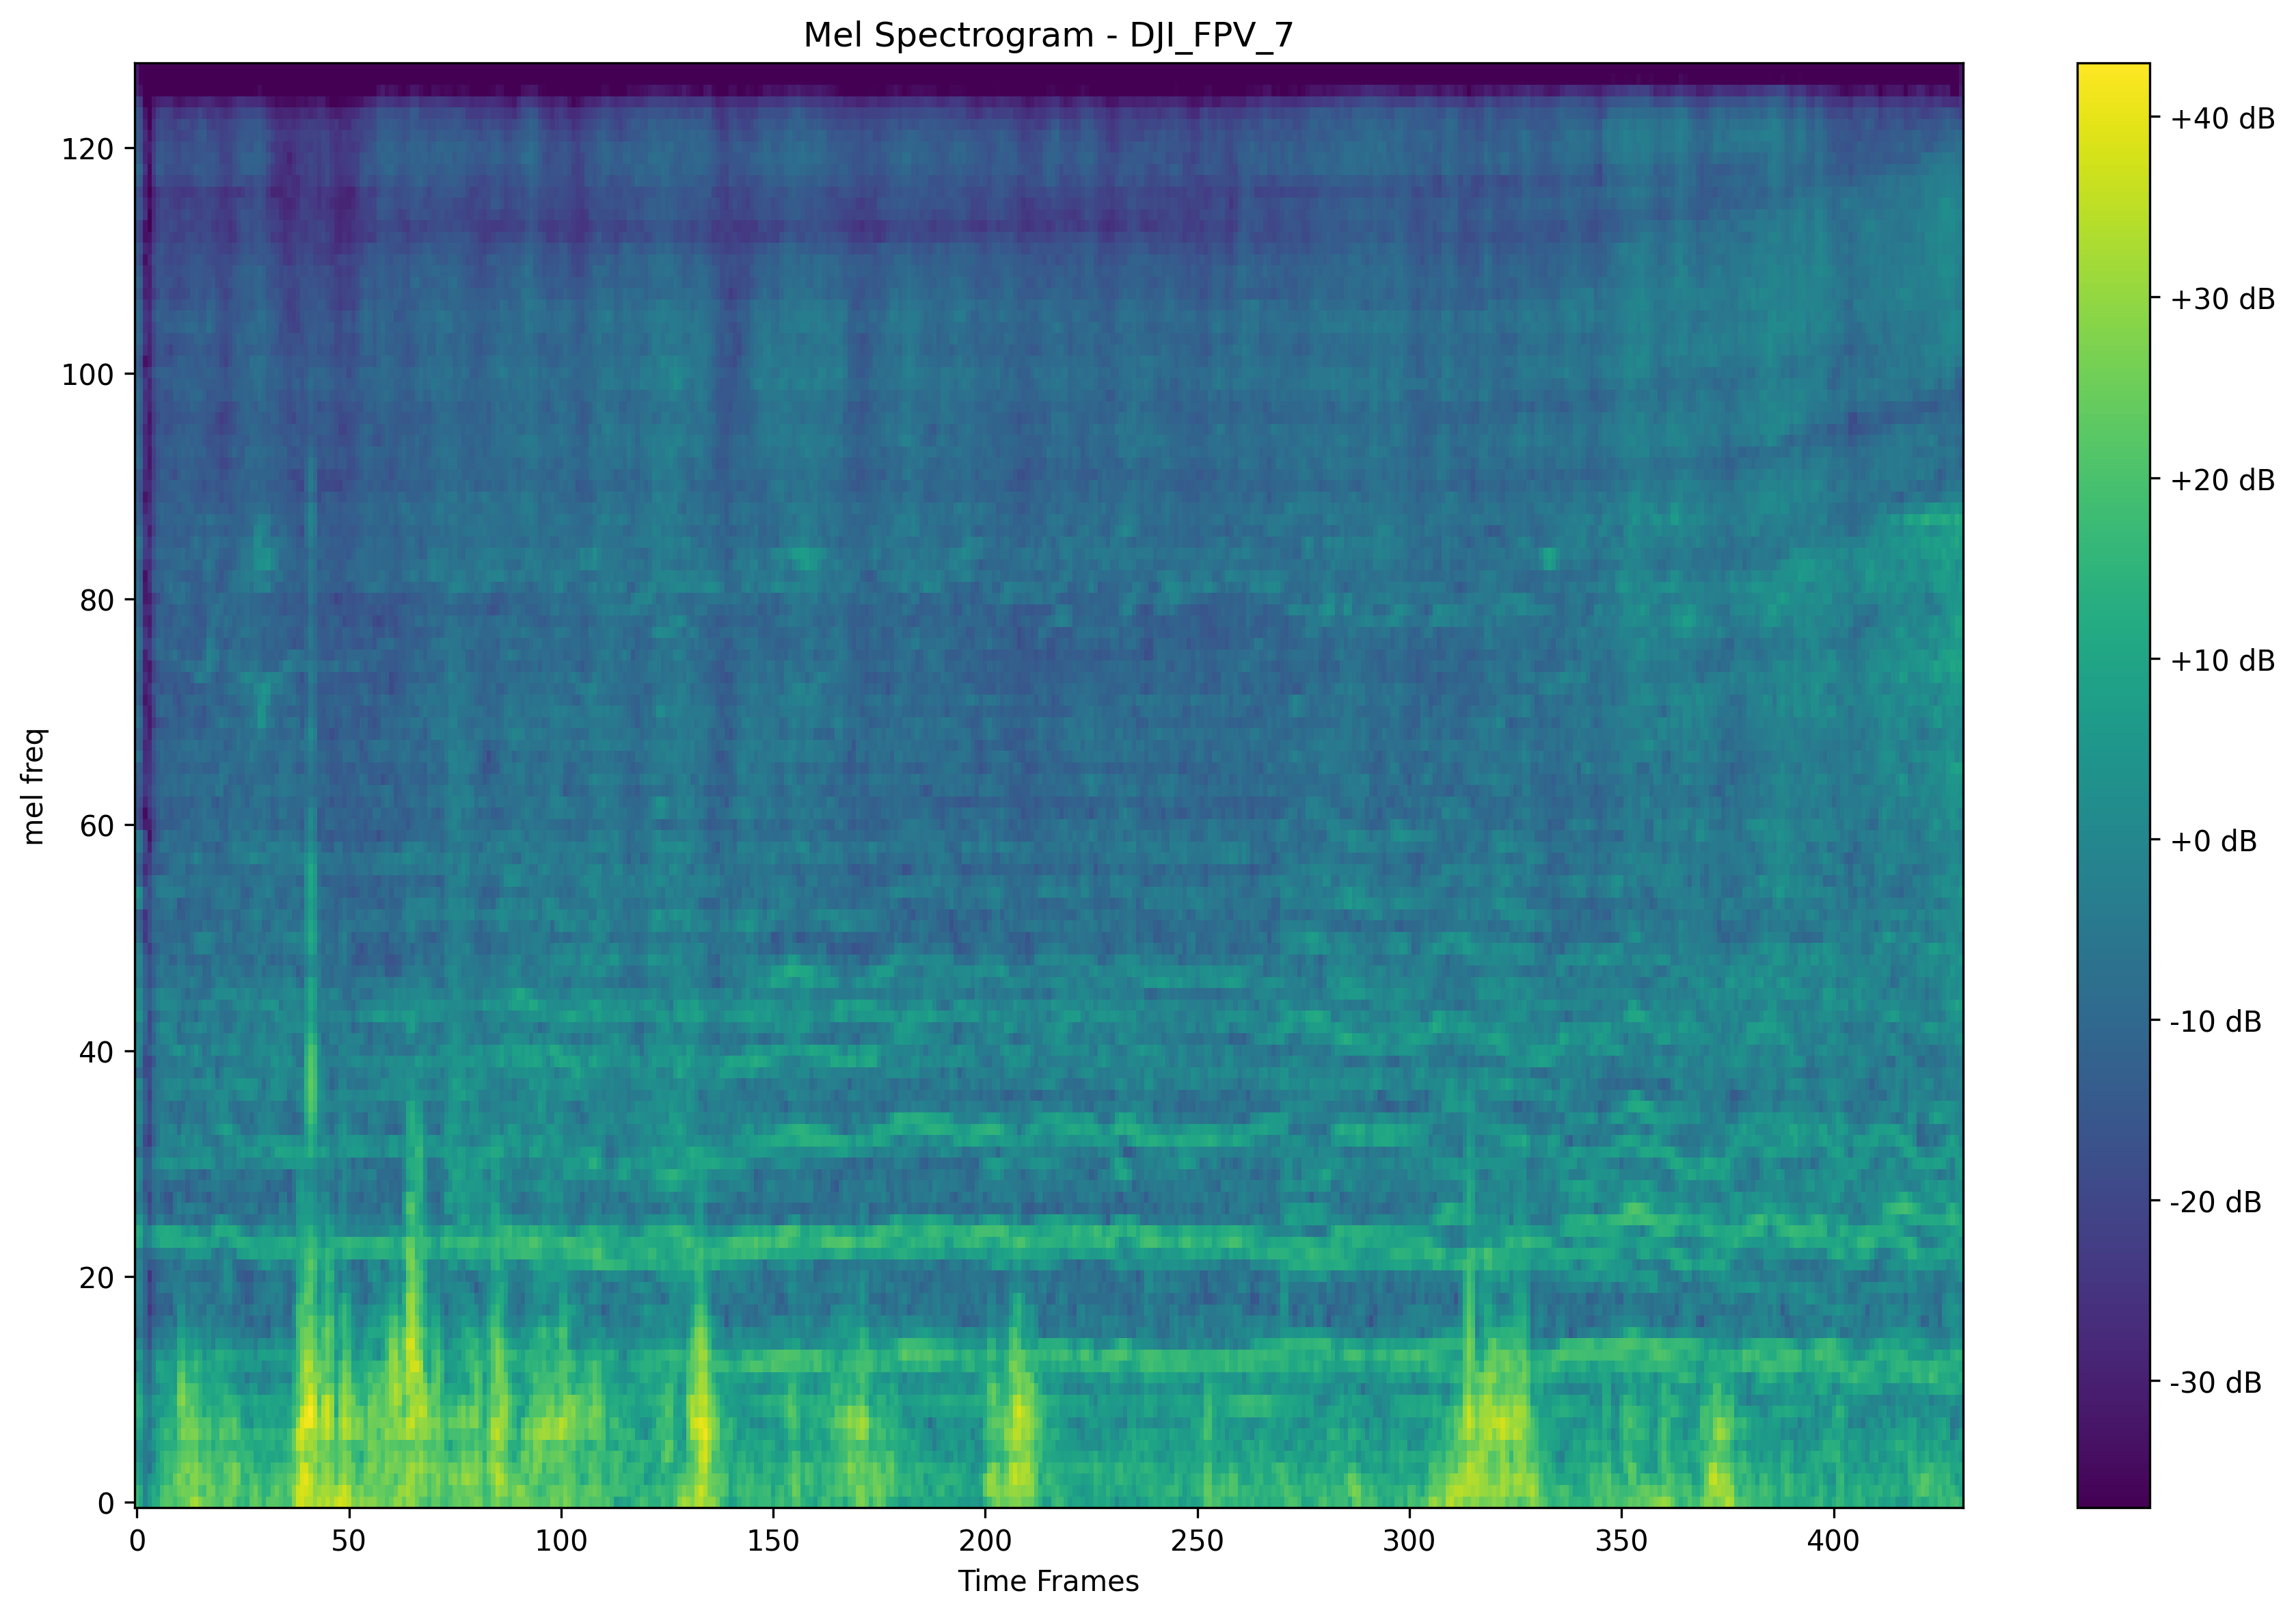 Mel Spectrogram - DJI_FPV_7
mel freq
120
100
80
60
40
20
0
0 50 100 150 200 250 300 350 400
Time Frames
+40 dB
+30 dB
+20 dB
+10 dB
+0 dB
-10 dB
-20 dB
-30 dB